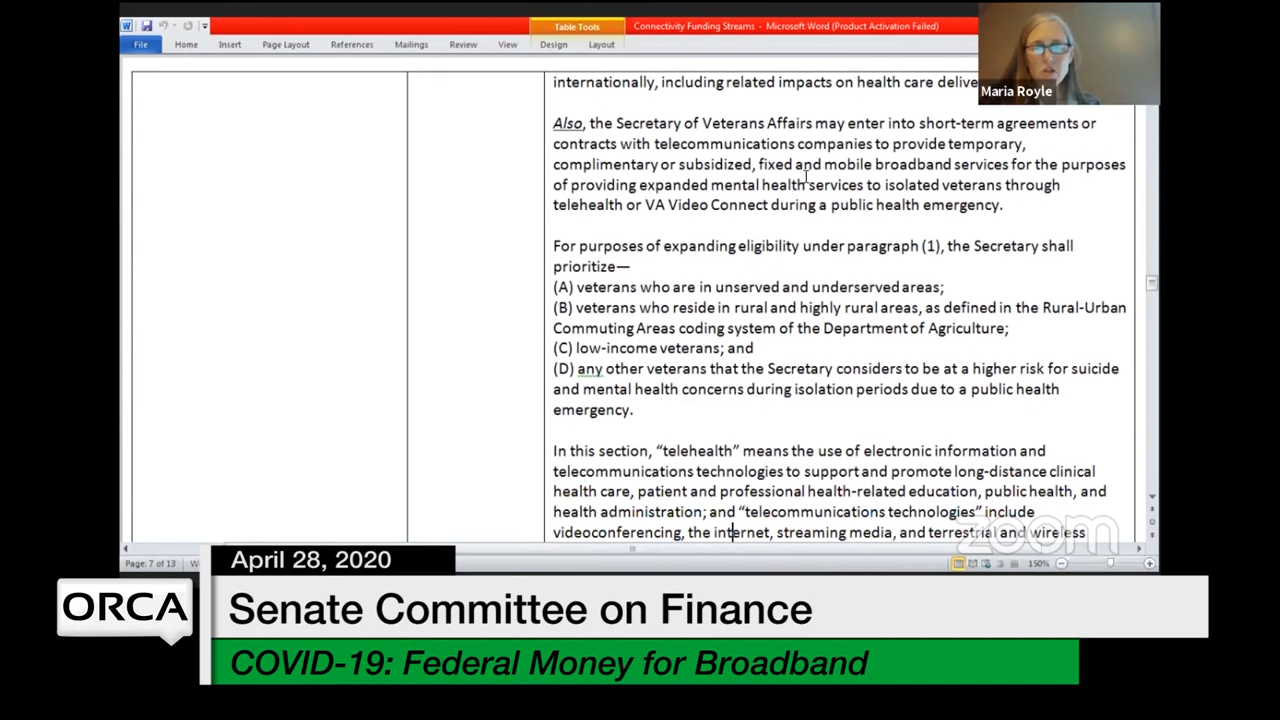 Table Tools
Connectivity Funding Streams - Microsoft Word (Product Activation Failed)
File Home Insert Page Layout References Mailings Review View Design Layout
Maria Royle
internationally, including related impacts on health care
Also, the Secretary of Veterans Affairs may enter into short-term agreements or
contracts with telecommunications companies to provide temporary,
complimentary or subsidized, fixed and mobile broadband services for the purposes
of providing expanded mental health services to isolated veterans through
telehealth or VA Video Connect during a public health emergency.
For purposes of expanding eligibility under paragraph (1), the Secretary shall
prioritize—
(A) veterans who are in unserved and underserved areas;
(B) veterans who reside in rural and highly rural areas, as defined in the Rural-Urban
Commuting Areas coding system of the Department of Agriculture;
(C) low-income veterans; and
(D) any other veterans that the Secretary considers to be at a higher risk for suicide
and mental health concerns during isolation periods due to a public health
emergency.
In this section, “telehealth” means the use of electronic information and
telecommunications technologies to support and promote long-distance clinical
health care, patient and professional health-related education, public health, and
health administration; and “telecommunications technologies” include
videoconferencing, the internet, streaming media, and terrestrial and wireless
zoom
Page: 7 of 13
150%
April 28, 2020
ORCA
Senate Committee on Finance
COVID-19: Federal Money for Broadband